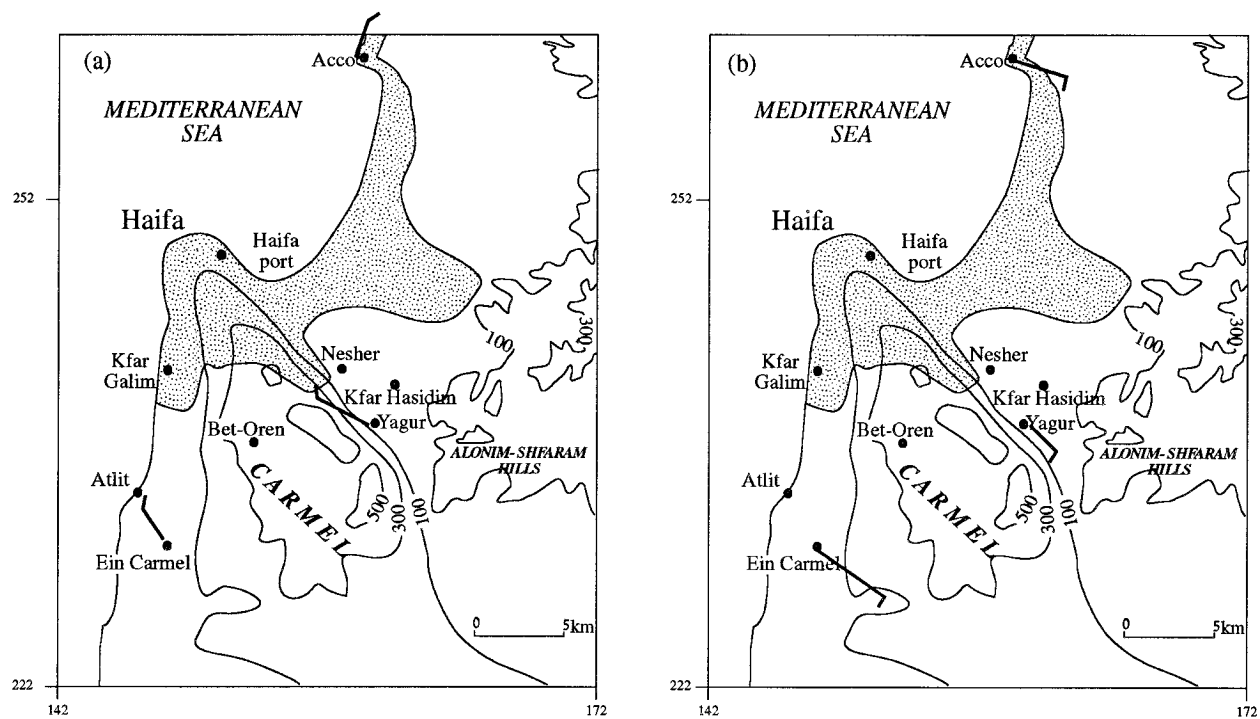 (a)
Acco
MEDITERRANEAN
SEA
252
Haifa
Haifa
port
100
300
Nesher
Kfar
Galim
Kfar Hasidim
Yagur
Bet-Oren
ALONIM-SHFARAM
HILLS
CARMEL
Atlit
500
300
100
Ein Carmel
0
5km
222
142
172
(b)
Acco
MEDITERRANEAN
SEA
252
Haifa
Haifa
port
100
300
Nesher
Kfar
Galim
Kfar Hasidim
Yagur
Bet-Oren
ALONIM-SHFARAM
HILLS
CARMEL
Atlit
500
300
100
Ein Carmel
0
5km
222
142
172